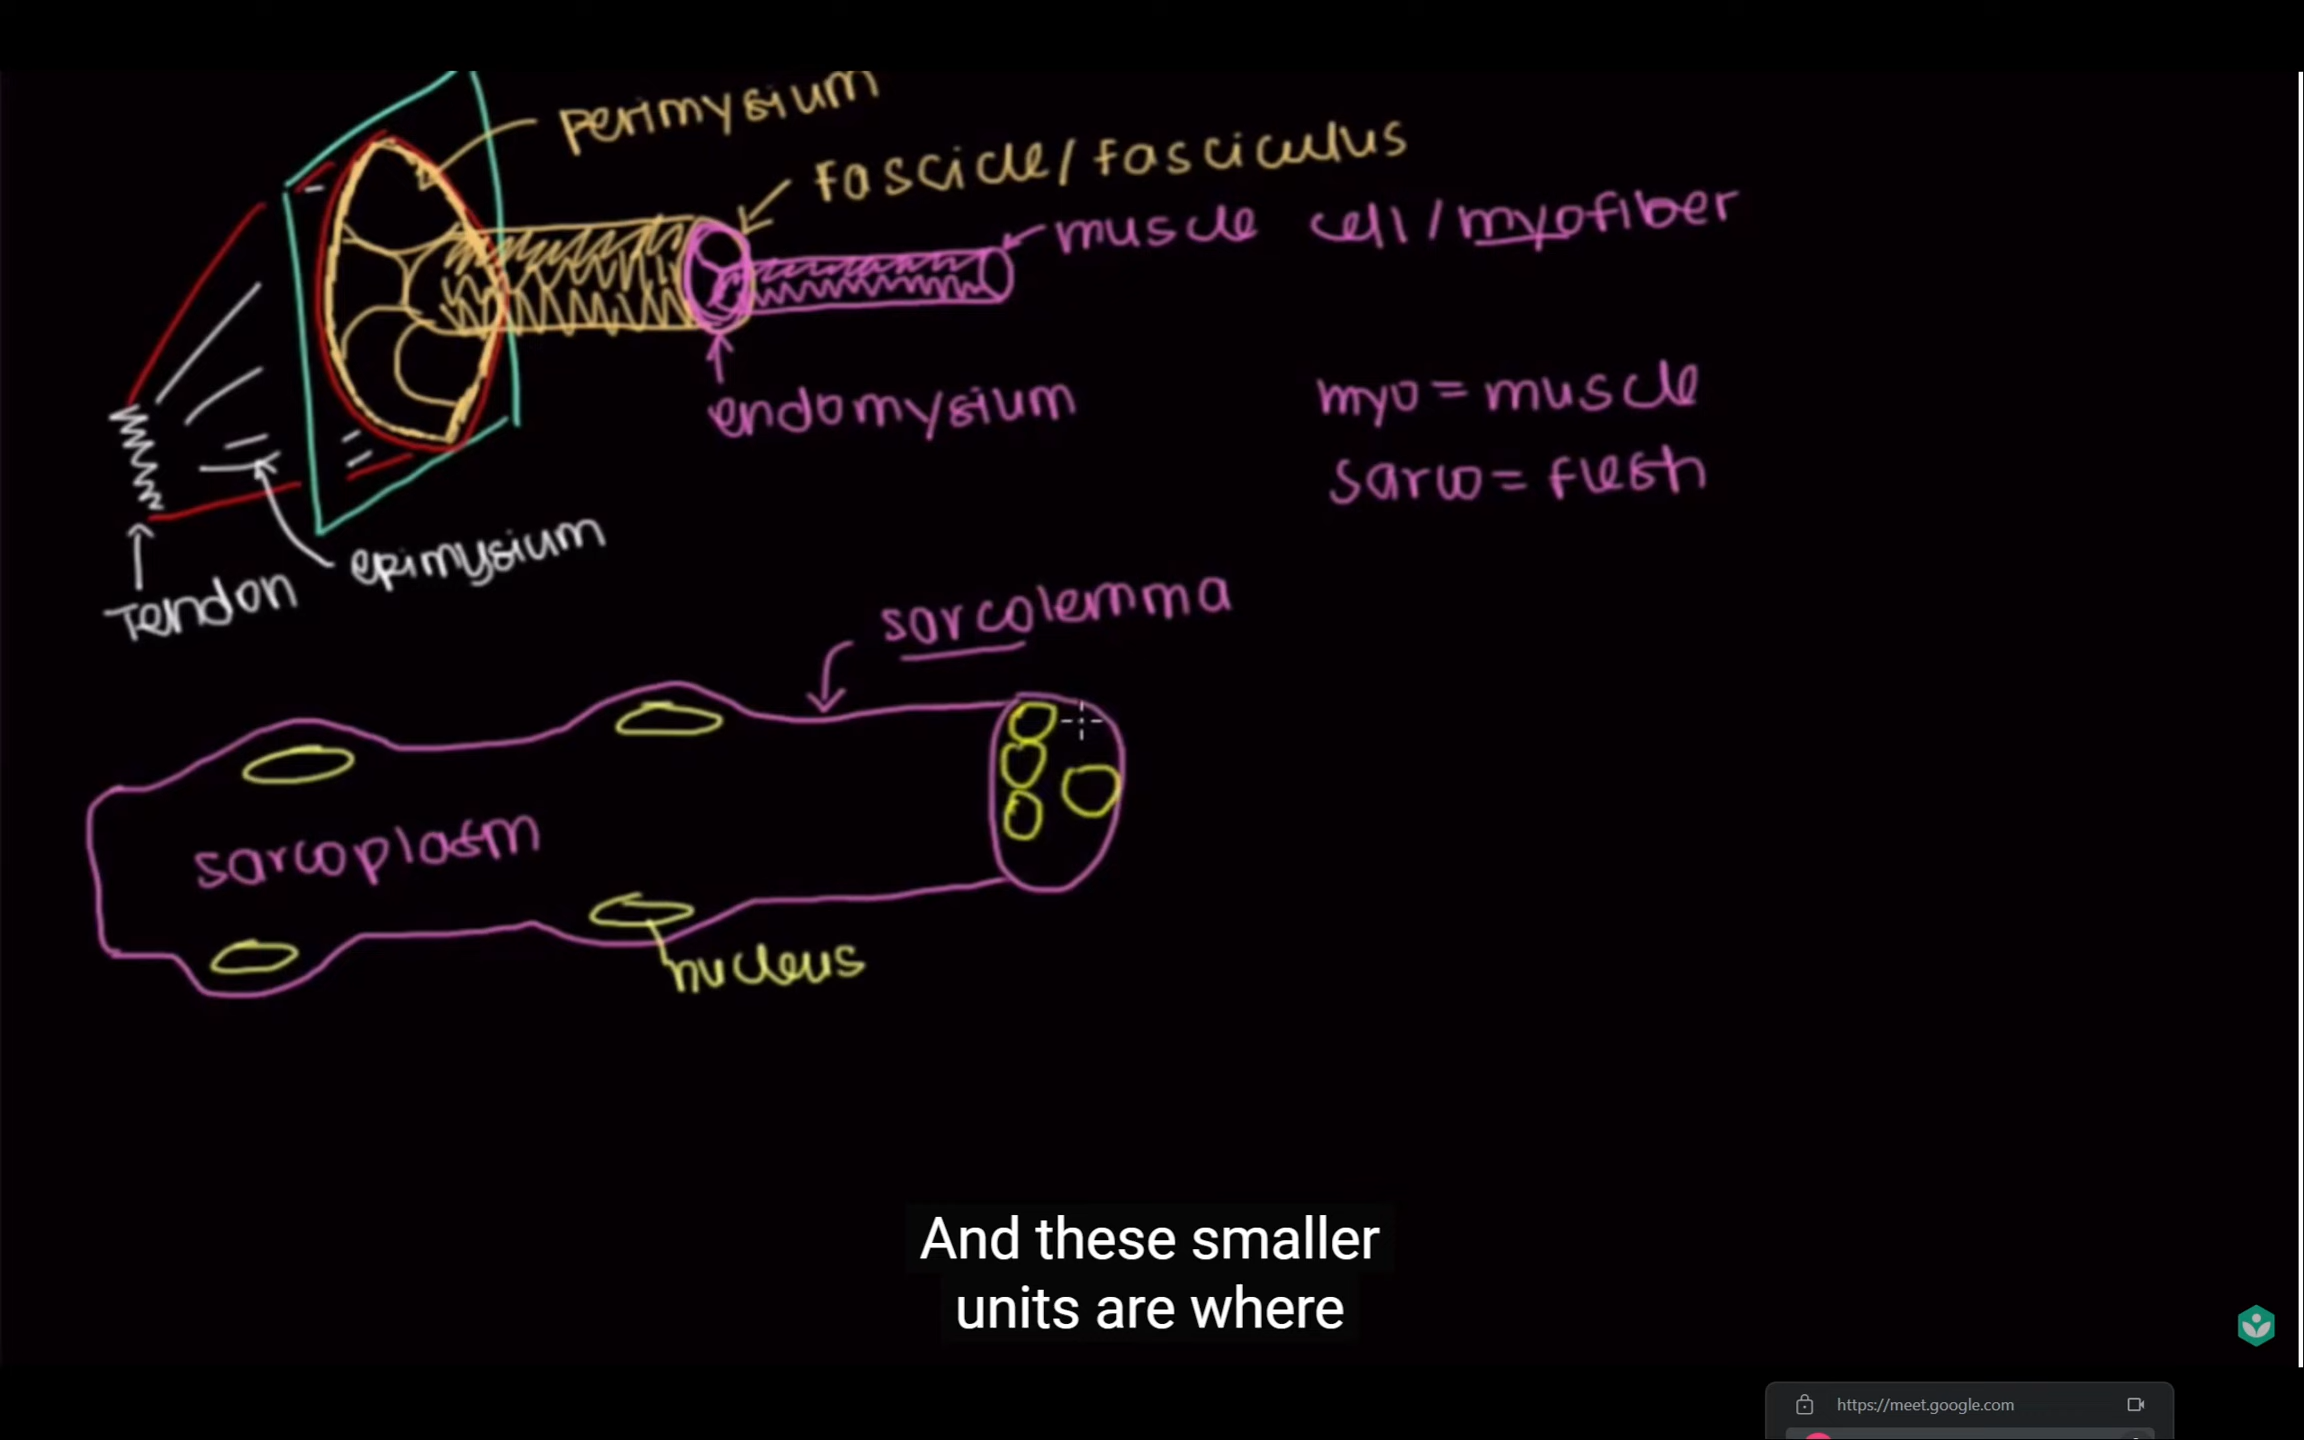 perimysium
fascicle/fasciculus
muscle cell/myofiber
endomysium
myo=muscle
sarco=flesh
epimysium
Tendon
sarcolemma
sarcoplasm
nucleus
And these smaller
units are where
https://meet.google.com